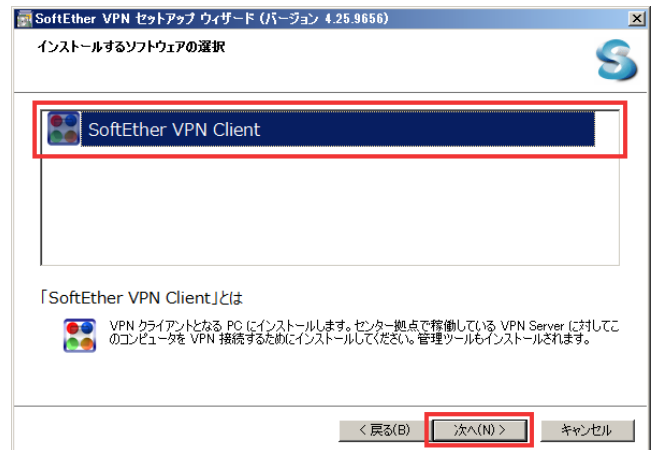 SoftEther VPN セットアップ ウィザード (バージョン 4.25.9656)
インストールするソフトウェアの選択
SoftEther VPN Client
「SoftEther VPN Client」とは
VPN クライアントとなる PC にインストールします。センター拠点で稼働している VPN Server に対してこ
のコンピュータを VPN 接続するためにインストールしてください。管理ツールもインストールされます。
< 戻る(B)
次へ(N) >
キャンセル